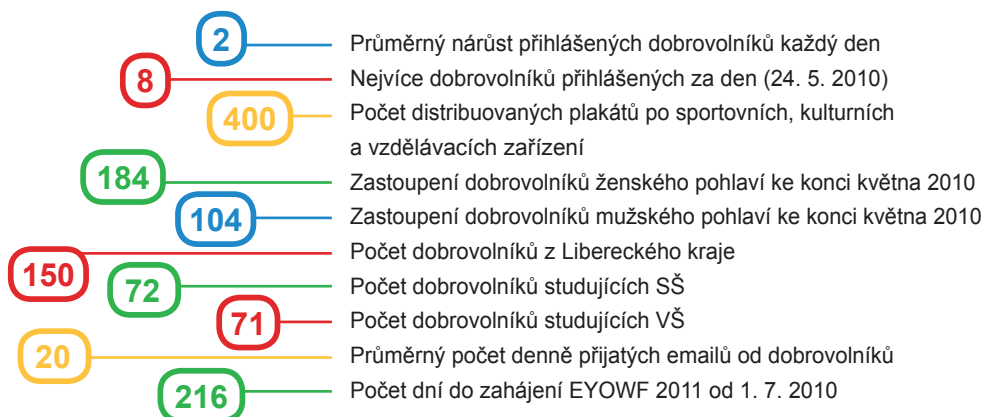 2 Průměrný nárůst přihlášených dobrovolníků každý den
8 Nejvíce dobrovolníků přihlášených za den (24. 5. 2010)
400 Počet distribuovaných plakátů po sportovních, kulturních
a vzdělávacích zařízení
184 Zastoupení dobrovolníků ženského pohlaví ke konci května 2010
104 Zastoupení dobrovolníků mužského pohlaví ke konci května 2010
150 Počet dobrovolníků z Libereckého kraje
72 Počet dobrovolníků studujících SŠ
71 Počet dobrovolníků studujících VŠ
20 Průměrný počet denně přijatých emailů od dobrovolníků
216 Počet dní do zahájení EYOWF 2011 od 1. 7. 2010